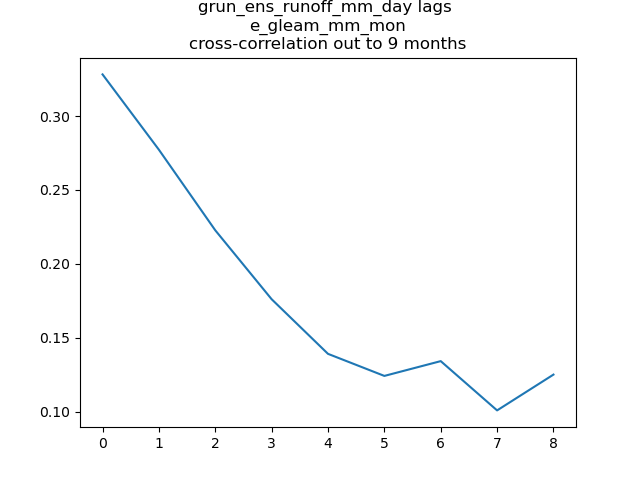 grun_ens_runoff_mm_day lags
e_gleam_mm_mon
cross-correlation out to 9 months
0.30
0.25
0.20
0.15
0.10
0 1 2 3 4 5 6 7 8